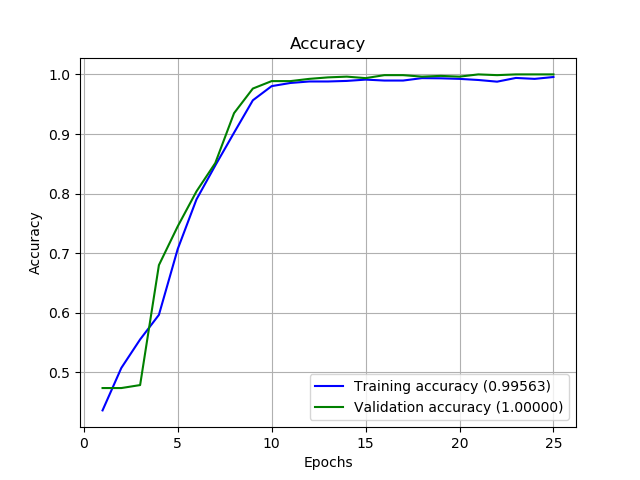 Accuracy
1.0
0.9
0.8
0.7
0.6
0.5
Accuracy
Training accuracy (0.99563)
Validation accuracy (1.00000)
0 5 10 15 20 25
Epochs